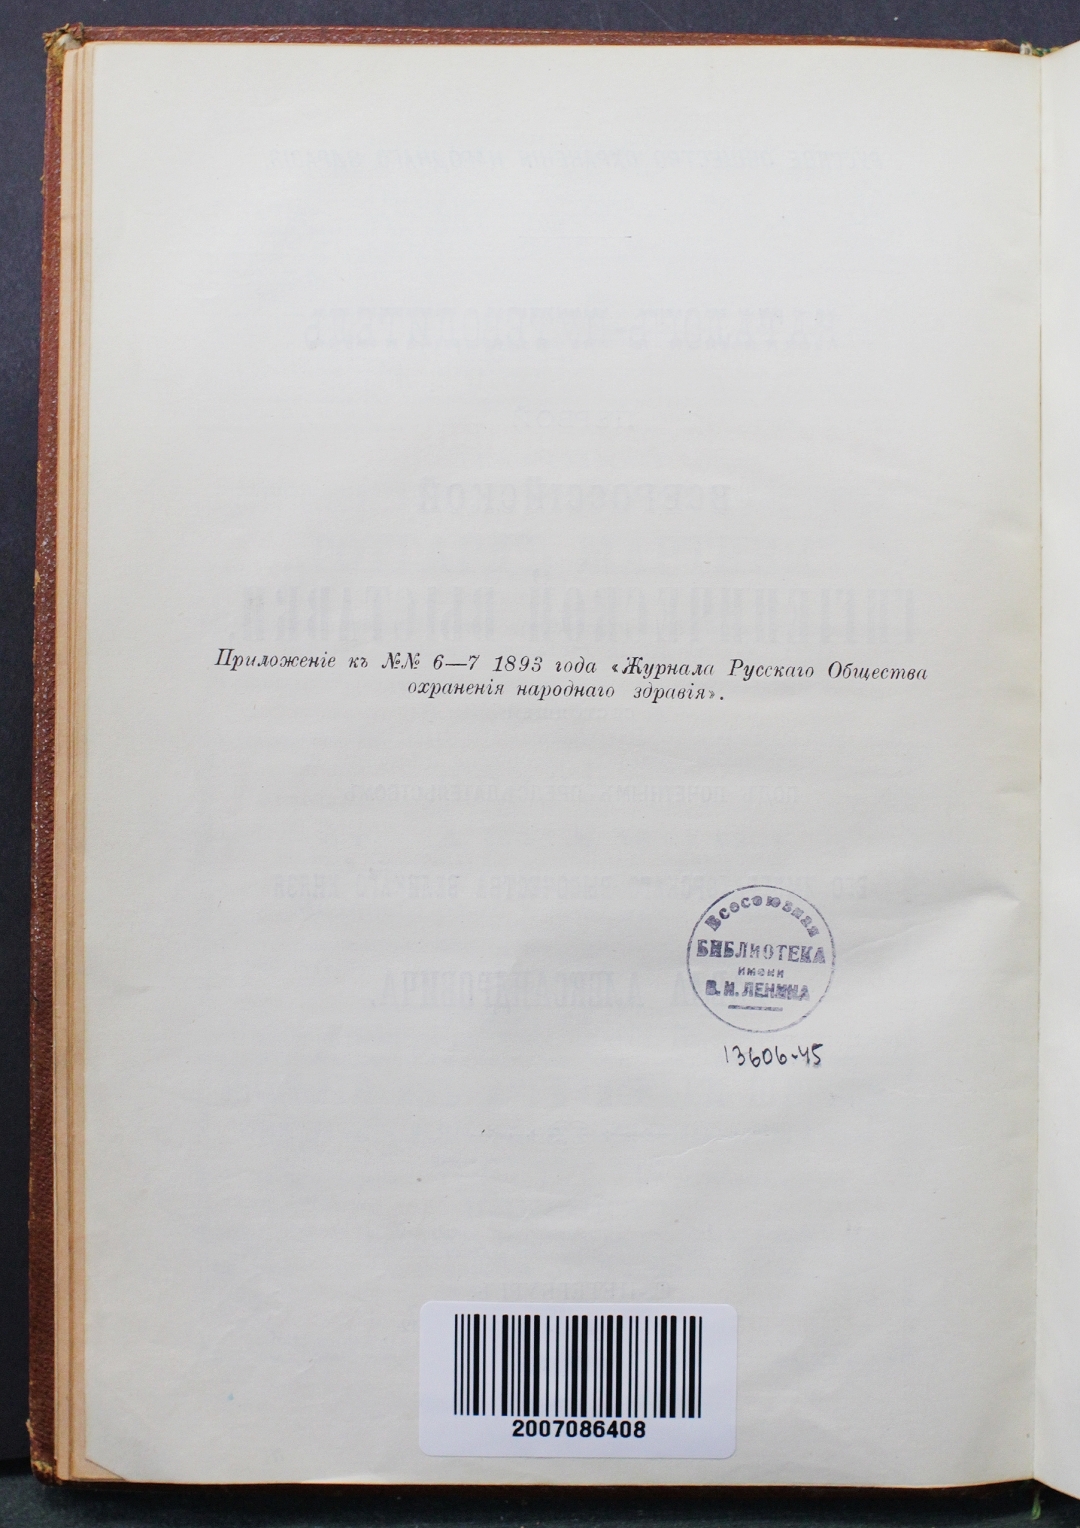 Приложеніе къ №№ 6—7 1893 года «Журнала Русскаго Общества
охраненія народнаго здравія».
Всесоюзная
БИБЛИОТЕКА
имени
В. И. ЛЕНИНА
13606-45
2007086408